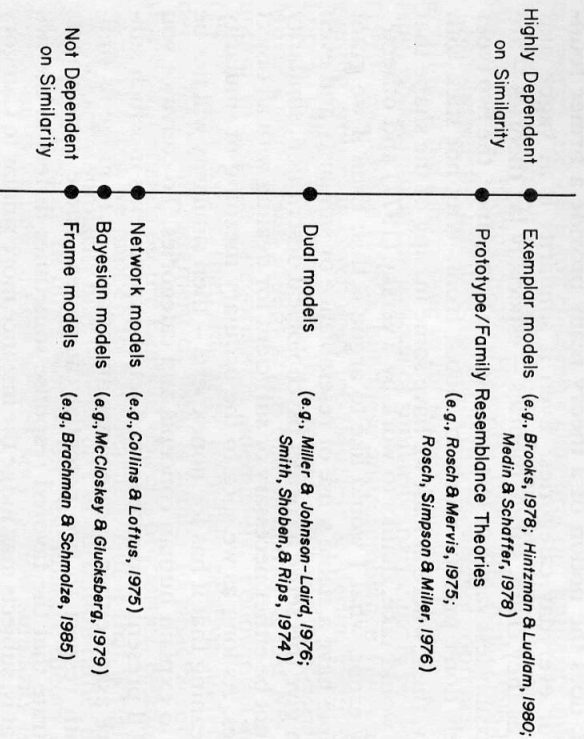 Highly Dependent
on Similarity
Exemplar models (e.g., Brooks, 1978; Hintzman & Ludlam, 1980;
Medin & Schaffer, 1978)
Prototype/Family Resemblance Theories
(e.g., Rosch & Mervis, 1975;
Rosch, Simpson & Miller, 1976)
Dual models (e.g., Miller & Johnson-Laird, 1976;
Smith, Shoben, & Rips, 1974)
Network models (e.g., Collins & Loftus, 1975)
Bayesian models (e.g., McCloskey & Glucksberg, 1979)
Not Dependent
on Similarity
Frame models (e.g., Brachman & Schmolze, 1985)